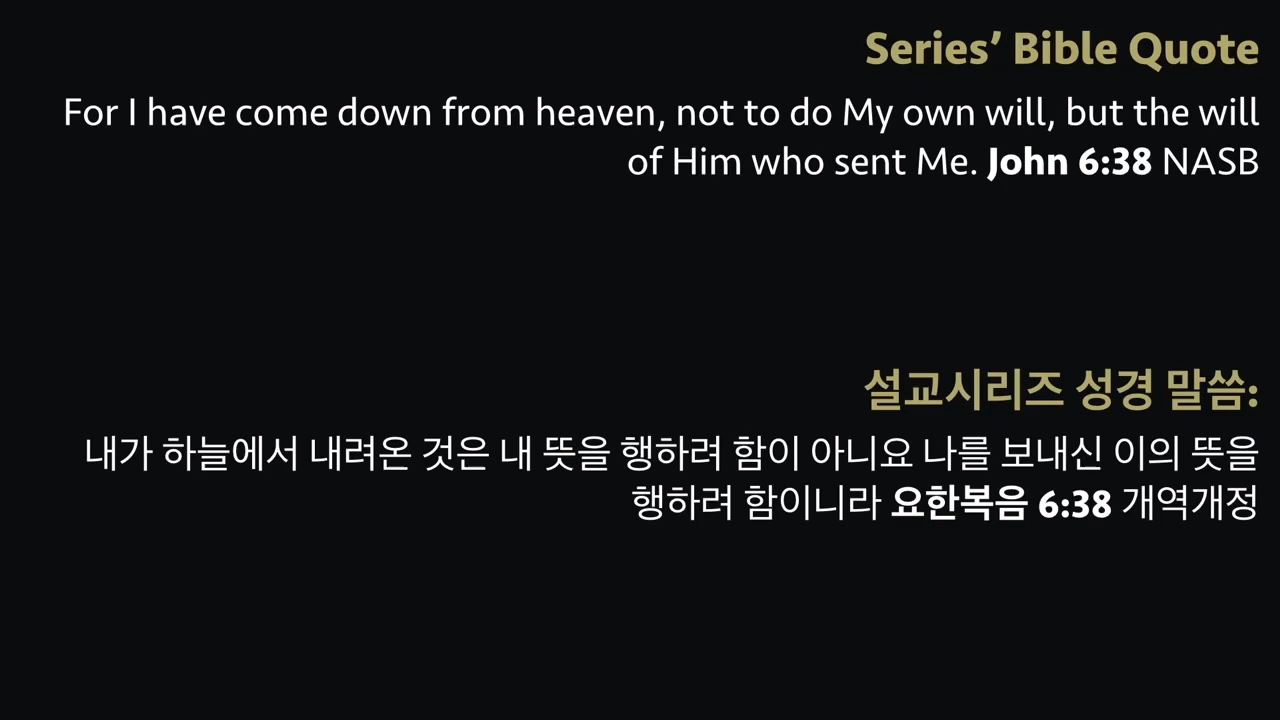 Series’ Bible Quote
For I have come down from heaven, not to do My own will, but the will
of Him who sent Me. John 6:38 NASB
설교시리즈 성경 말씀:
내가 하늘에서 내려온 것은 내 뜻을 행하려 함이 아니요 나를 보내신 이의 뜻을
행하려 함이니라 요한복음 6:38 개역개정